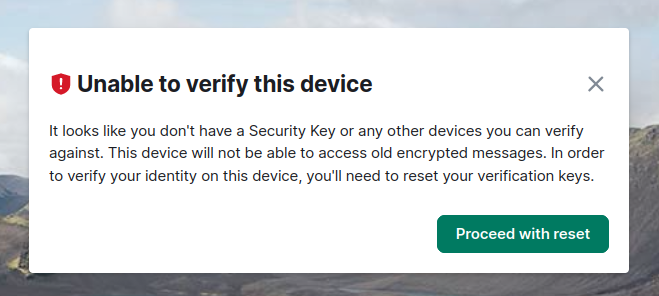 Unable to verify this device
It looks like you don't have a Security Key or any other devices you can verify
against. This device will not be able to access old encrypted messages. In order
to verify your identity on this device, you'll need to reset your verification keys.
Proceed with reset